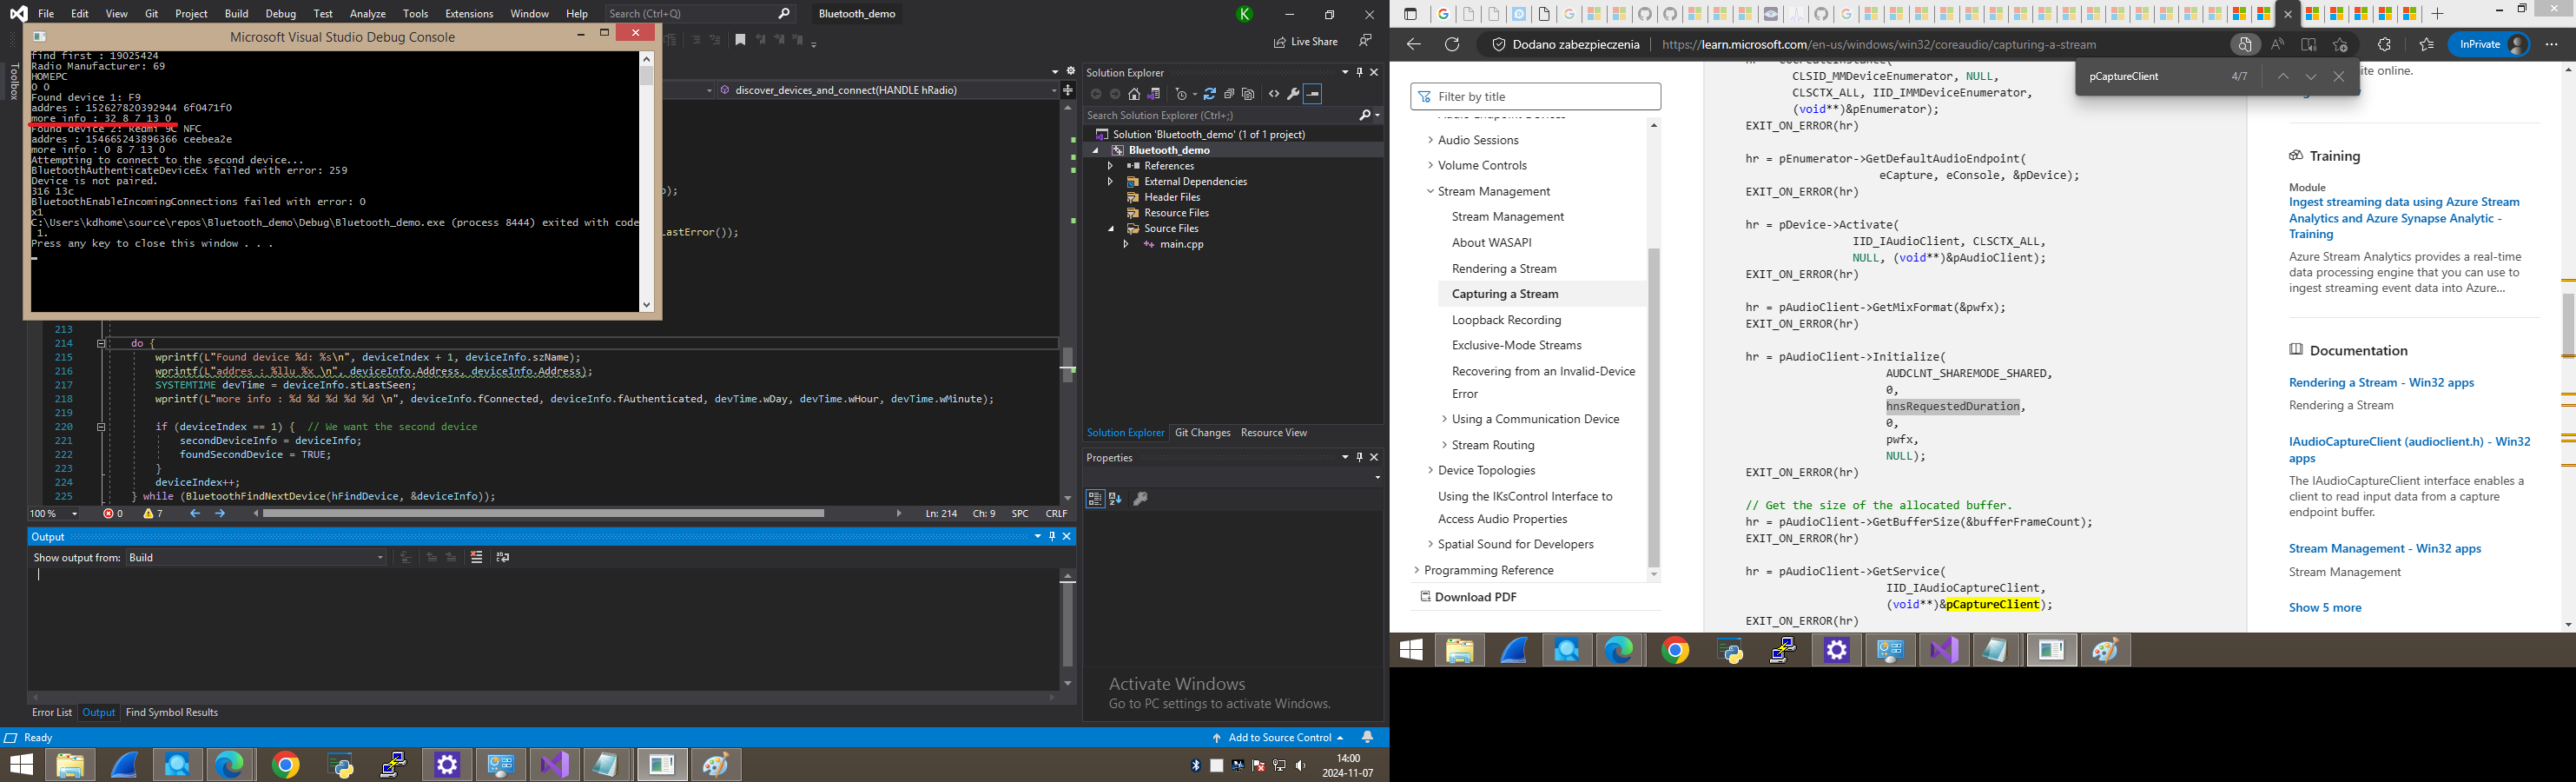 File Edit View Git Project Build Debug Test Analyze Tools Extensions Window Help Search (Ctrl+Q) Bluetooth_demo K
Live Share
Microsoft Visual Studio Debug Console
find first : 19025424
Radio Manufacturer: 69
HOMEPC
0 0
Found device 1: F9
addres : 152627820392944 6f0471f0
more info : 32 8 7 13 0
Found device 2: Redmi 9C NFC
addres : 154665243896366 ceebea2e
more info : 0 8 7 13 0
Attempting to connect to the second device...
BluetoothAuthenticateDeviceEx failed with error: 259
Device is not paired.
316 13c
BluetoothEnableIncomingConnections failed with error: 0
x1
C:\Users\kdhome\source\repos\Bluetooth_demo\Debug\Bluetooth_demo.exe (process 8444) exited with code
1.
Press any key to close this window . . .
Toolbox
discover_devices_and_connect(HANDLE hRadio)
);
LastError());
213
214 do {
215 wprintf(L"Found device %d: %s\n", deviceIndex + 1, deviceInfo.szName);
216 wprintf(L"addres : %llu %x \n", deviceInfo.Address, deviceInfo.Address);
217 SYSTEMTIME devTime = deviceInfo.stLastSeen;
218 wprintf(L"more info : %d %d %d %d %d \n", deviceInfo.fConnected, deviceInfo.fAuthenticated, devTime.wDay, devTime.wHour, devTime.wMinute);
219
220 if (deviceIndex == 1) { // We want the second device
221 secondDeviceInfo = deviceInfo;
222 foundSecondDevice = TRUE;
223 }
224 deviceIndex++;
225 } while (BluetoothFindNextDevice(hFindDevice, &deviceInfo));
100 % 0 7 Ln: 214 Ch: 9 SPC CRLF
Output
Show output from: Build
Error List Output Find Symbol Results
Ready
Add to Source Control
Solution Explorer
Search Solution Explorer (Ctrl+;)
Solution 'Bluetooth_demo' (1 of 1 project)
Bluetooth_demo
References
External Dependencies
Header Files
Resource Files
Source Files
main.cpp
Solution Explorer Git Changes Resource View
Properties
Activate Windows
Go to PC settings to activate Windows.
14:00
2024-11-07
Dodano zabezpieczenia https://learn.microsoft.com/en-us/windows/win32/coreaudio/capturing-a-stream InPrivate
pCaptureClient 4/7
Filter by title
Audio Sessions
Volume Controls
Stream Management
Stream Management
About WASAPI
Rendering a Stream
Capturing a Stream
Loopback Recording
Exclusive-Mode Streams
Recovering from an Invalid-Device
Error
Using a Communication Device
Stream Routing
Device Topologies
Using the IKsControl Interface to
Access Audio Properties
Spatial Sound for Developers
Programming Reference
Download PDF
CLSID_MMDeviceEnumerator, NULL,
CLSCTX_ALL, IID_IMMDeviceEnumerator,
(void**)&pEnumerator);
EXIT_ON_ERROR(hr)
hr = pEnumerator->GetDefaultAudioEndpoint(
eCapture, eConsole, &pDevice);
EXIT_ON_ERROR(hr)
hr = pDevice->Activate(
IID_IAudioClient, CLSCTX_ALL,
NULL, (void**)&pAudioClient);
EXIT_ON_ERROR(hr)
hr = pAudioClient->GetMixFormat(&pwfx);
EXIT_ON_ERROR(hr)
hr = pAudioClient->Initialize(
AUDCLNT_SHAREMODE_SHARED,
0,
hnsRequestedDuration,
0,
pwfx,
NULL);
EXIT_ON_ERROR(hr)
// Get the size of the allocated buffer.
hr = pAudioClient->GetBufferSize(&bufferFrameCount);
EXIT_ON_ERROR(hr)
hr = pAudioClient->GetService(
IID_IAudioCaptureClient,
(void**)&pCaptureClient);
EXIT_ON_ERROR(hr)
ite online.
Training
Module
Ingest streaming data using Azure Stream
Analytics and Azure Synapse Analytic -
Training
Azure Stream Analytics provides a real-time
data processing engine that you can use to
ingest streaming event data into Azure...
Documentation
Rendering a Stream - Win32 apps
Rendering a Stream
IAudioCaptureClient (audioclient.h) - Win32
apps
The IAudioCaptureClient interface enables a
client to read input data from a capture
endpoint buffer.
Stream Management - Win32 apps
Stream Management
Show 5 more